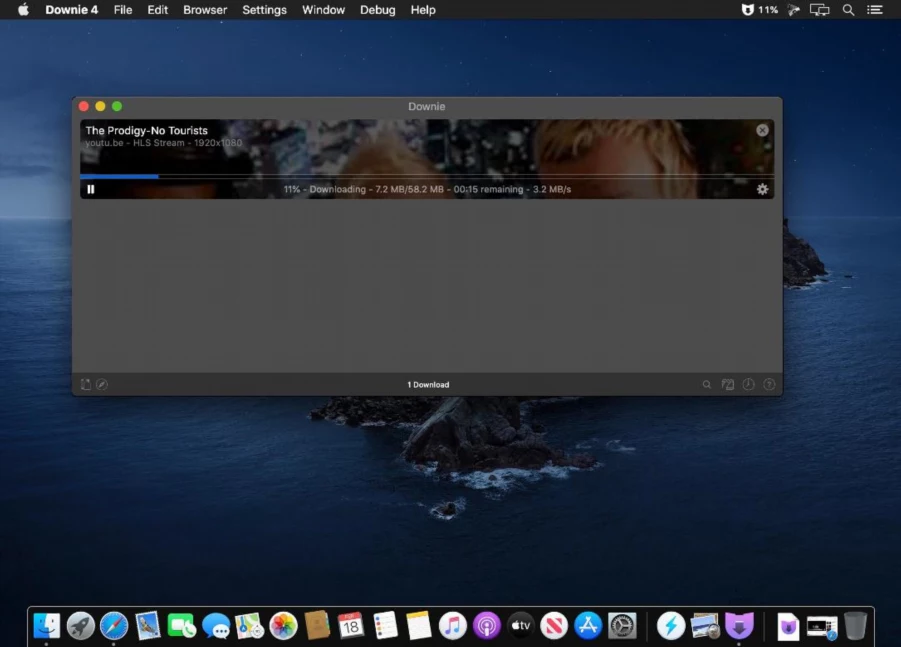 Downie 4 File Edit Browser Settings Window Debug Help 11%
Downie
The Prodigy-No Tourists
youtu.be - HLS Stream - 1920x1080
11% - Downloading - 7.2 MB/58.2 MB - 00:15 remaining - 3.2 MB/s
1 Download
18
tv